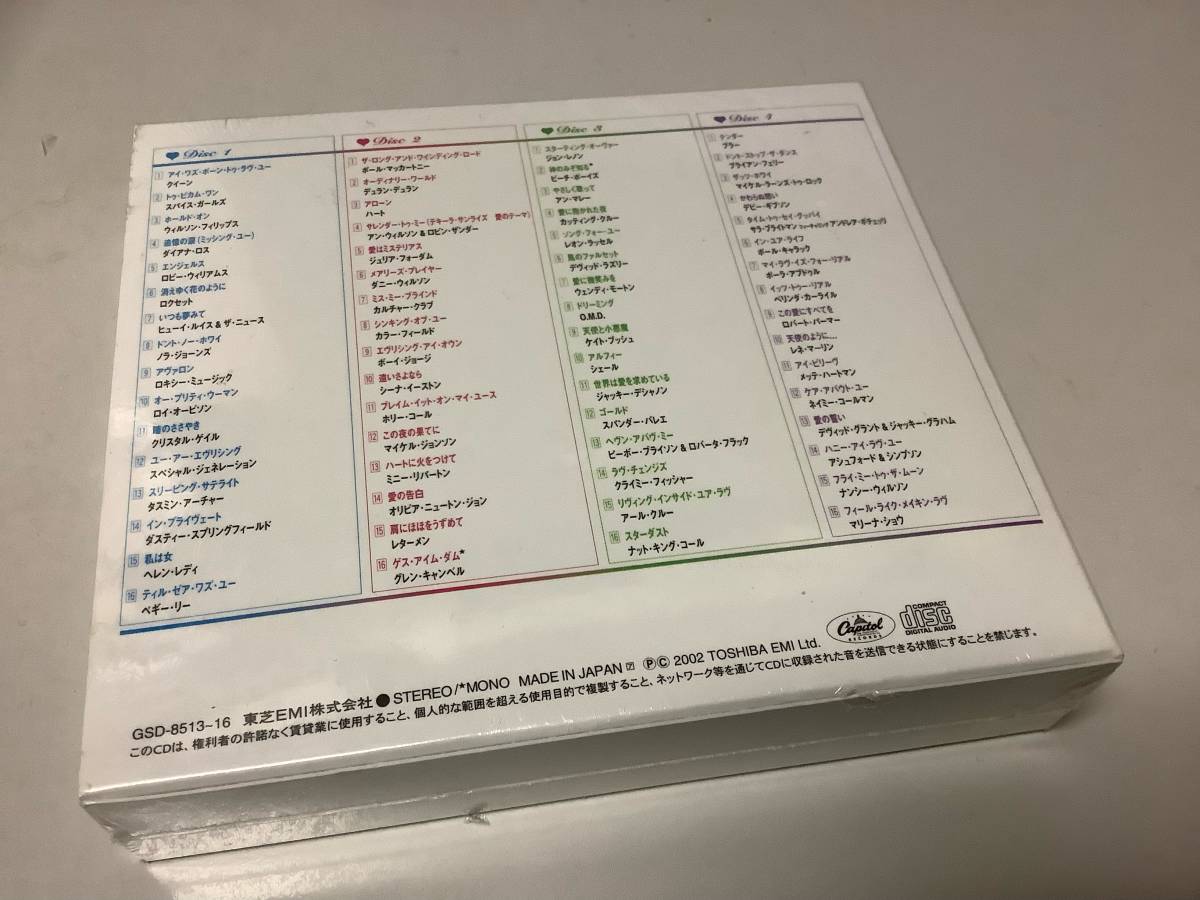 Disc 1
1 アイ・ワズ・ボーン・トゥ・ラヴ・ユー
クイーン
2 トゥ・ビカム・ワン
スパイス・ガールズ
3 ホールド・オン
ウィルソン・フィリップス
4 追憶の涙(ミッシング・ユー)
ダイアナ・ロス
5 エンジェルス
ロビー・ウィリアムス
6 消えゆく花のように
ロクセット
7 いつも夢みて
ヒューイ・ルイス&ザ・ニュース
8 ドント・ノー・ホワイ
ノラ・ジョーンズ
9 アヴァロン
ロキシー・ミュージック
10 オー・プリティ・ウーマン
ロイ・オービソン
11 瞳のささやき
クリスタル・ゲイル
12 ユー・アー・エヴリシング
スペシャル・ジェネレーション
13 スリーピング・サテライト
タスミン・アーチャー
14 イン・プライヴェート
ダスティー・スプリングフィールド
15 私は女
ヘレン・レディ
16 ティル・ゼア・ワズ・ユー
ペギー・リー
Disc 2
1 ザ・ロング・アンド・ワインディング・ロード
ポール・マッカートニー
2 オーディナリー・ワールド
デュラン・デュラン
3 アローン
ハート
4 サレンダー・トゥ・ミー(テキーラ・サンライズ 愛のテーマ)
アン・ウィルソン&ロビン・ザンダー
5 愛はミステリアス
ジュリア・フォーダム
6 メアリーズ・プレイヤー
ダニー・ウィルソン
7 ミス・ミー・ブラインド
カルチャー・クラブ
8 シンキング・オブ・ユー
カラー・フィールド
9 エヴリシング・アイ・オウン
ボーイ・ジョージ
10 遠いさよなら
シーナ・イーストン
11 ブレイム・イット・オン・マイ・ユース
ホリー・コール
12 この夜の果てに
マイケル・ジョンソン
13 ハートに火をつけて
ミニー・リパートン
14 愛の告白
オリビア・ニュートン・ジョン
15 肩にほほをうずめて
レターメン
16 ゲス・アイム・ダム*
グレン・キャンベル
Disc 3
1 スターティング・オーヴァー
ジョン・レノン
2 神のみぞ知る*
ビーチ・ボーイズ
3 やさしく歌って
アン・マレー
4 愛に抱かれた夜
カッティング・クルー
5 ソング・フォー・ユー
レオン・ラッセル
6 風のファルセット
デヴィッド・ラズリー
7 愛に微笑みを
ウェンディ・モートン
8 ドリーミング
O.M.D.
9 天使と小悪魔
ケイト・ブッシュ
10 アルフィー
シェール
11 世界は愛を求めている
ジャッキー・デシャノン
12 ゴールド
スパンダー・バレエ
13 ヘヴン・アバヴ・ミー
ピーボー・ブライソン&ロバータ・フラック
14 ラヴ・チェンジズ
クライミー・フィッシャー
15 リヴィング・インサイド・ユア・ラヴ
アール・クルー
16 スターダスト
ナット・キング・コール
Disc 4
1 テンダー
ブラー
2 ドント・ストップ・ザ・ダンス
ブライアン・フェリー
3 ザッツ・ホワイ
マイケル・ラーンズ・トゥ・ロック
4 かわらぬ思い
デビー・ギブソン
5 タイム・トゥ・セイ・グッバイ
サラ・ブライトマン フィーチャリング アンドレア・ボチェッリ
6 イン・ユア・ライフ
ポール・キャラック
7 マイ・ラヴ・イズ・フォー・リアル
ポーラ・アブドゥル
8 イッツ・トゥー・リアル
ベリンダ・カーライル
9 この愛にすべてを
ロバート・パーマー
10 天使のように…
レネ・マーリン
11 アイ・ビリーヴ
メッテ・ハートマン
12 ケア・アバウト・ユー
ネイミー・コールマン
13 愛の誓い
デヴィッド・グラント&ジャッキー・グラハム
14 ハニー・アイ・ラヴ・ユー
アシュフォード&シンプソン
15 フライ・ミー・トゥ・ザ・ムーン
ナンシー・ウィルソン
16 フィール・ライク・メイキン・ラヴ
マリーナ・ショウ
Capitol RECORDS
COMPACT disc DIGITAL AUDIO
GSD-8513~16 東芝EMI株式会社 ●STEREO/*MONO MADE IN JAPAN ℗© 2002 TOSHIBA EMI Ltd.
このCDは、権利者の許諾なく賃貸業に使用すること、個人的な範囲を超える使用目的で複製すること、ネットワーク等を通じてCDに収録された音を送信できる状態にすることを禁じます。